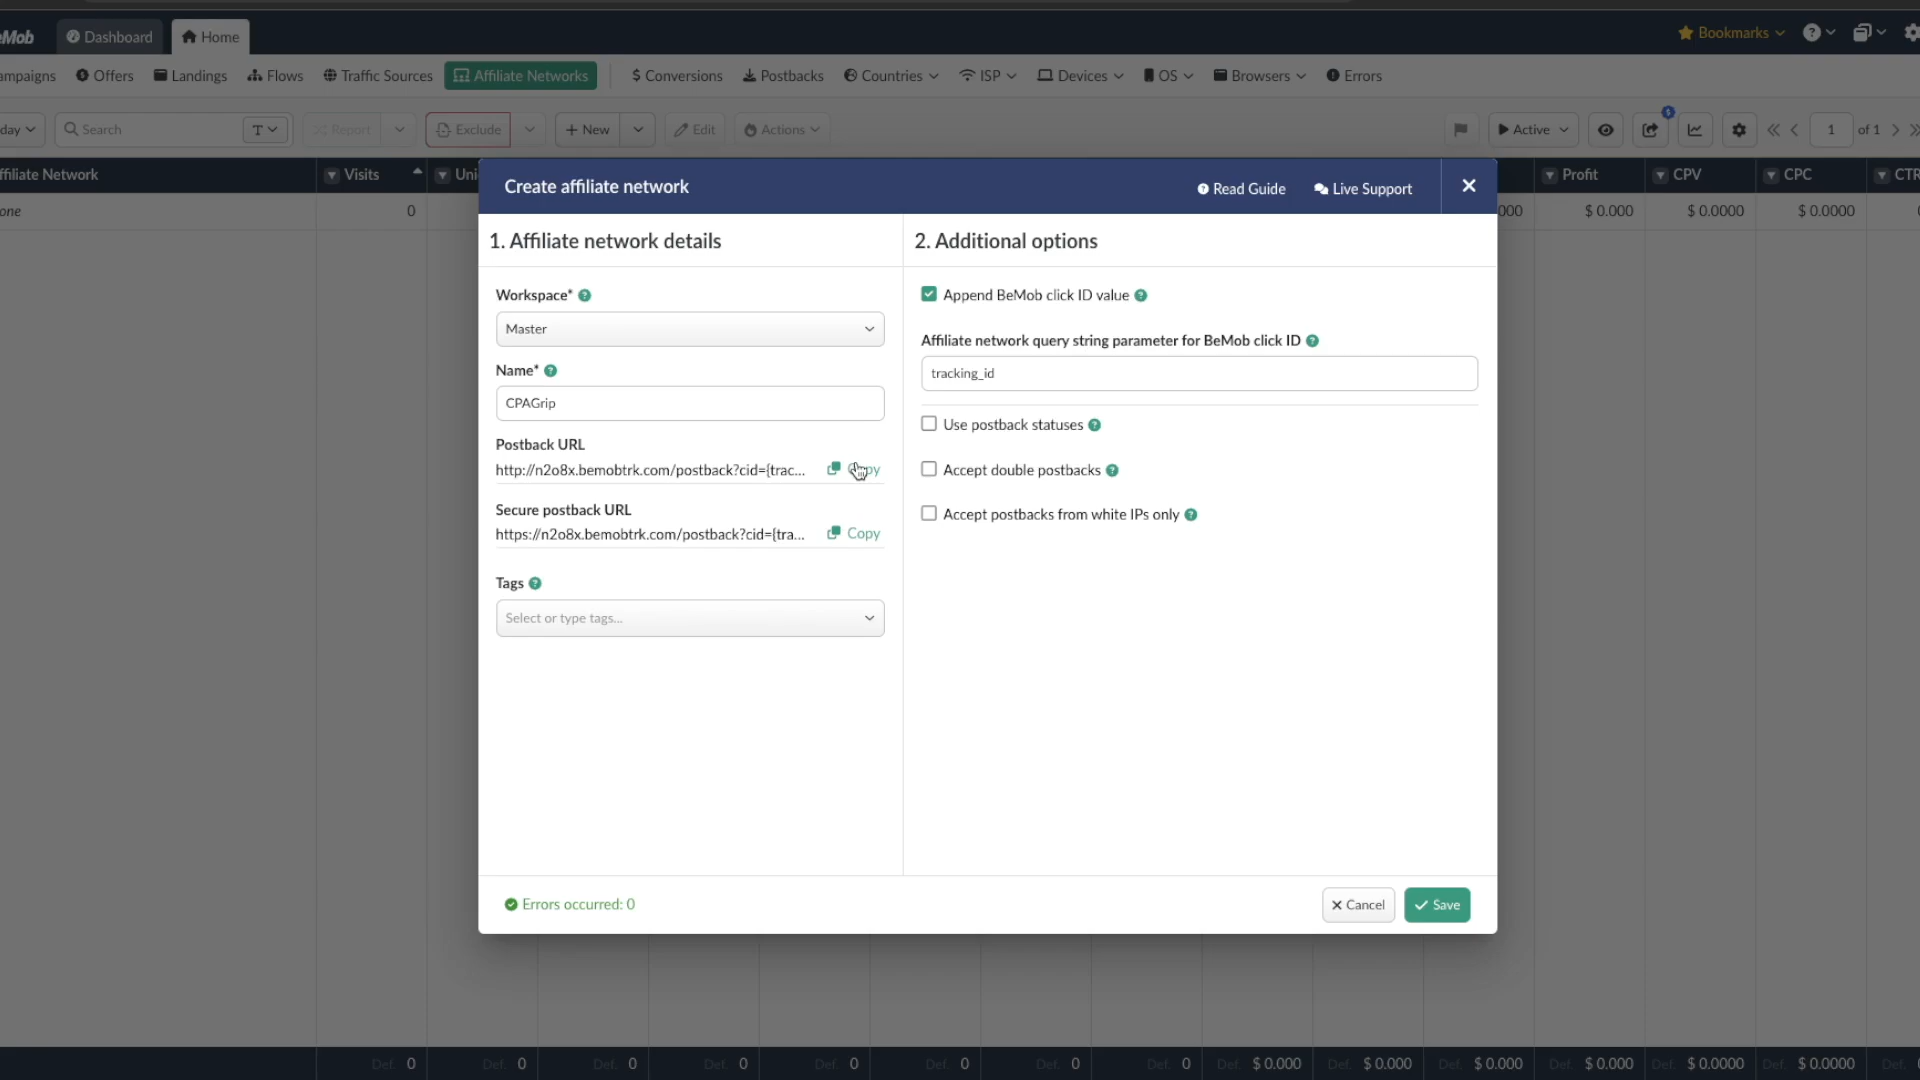 eMob
Dashboard
Home
Bookmarks
ampaigns
Offers
Landings
Flows
Traffic Sources
Affiliate Networks
$ Conversions
Postbacks
Countries
ISP
Devices
OS
Browsers
Errors
day
Search
T
Report
Exclude
+ New
Edit
Actions
Active
1
of 1
ffiliate Network
Visits
Uni
Profit
CPV
CPC
CTR
one
0
000
$ 0.000
$ 0.0000
$ 0.0000
Create affiliate network
Read Guide
Live Support
1. Affiliate network details
2. Additional options
Workspace*
Master
Name*
CPAGrip
Postback URL
http://n2o8x.bemobtrk.com/postback?cid={trac...
Copy
Secure postback URL
https://n2o8x.bemobtrk.com/postback?cid={tra...
Copy
Tags
Select or type tags...
Append BeMob click ID value
Affiliate network query string parameter for BeMob click ID
tracking_id
Use postback statuses
Accept double postbacks
Accept postbacks from white IPs only
Errors occurred: 0
Cancel
Save
Def. 0
Def. 0
Def. 0
Def. 0
Def. 0
Def. 0
Def. 0
Def. 0
Def. $ 0.000
Def. $ 0.000
Def. $ 0.000
Def. $ 0.000
Def. $ 0.0000
Def. $ 0.0000
Def.